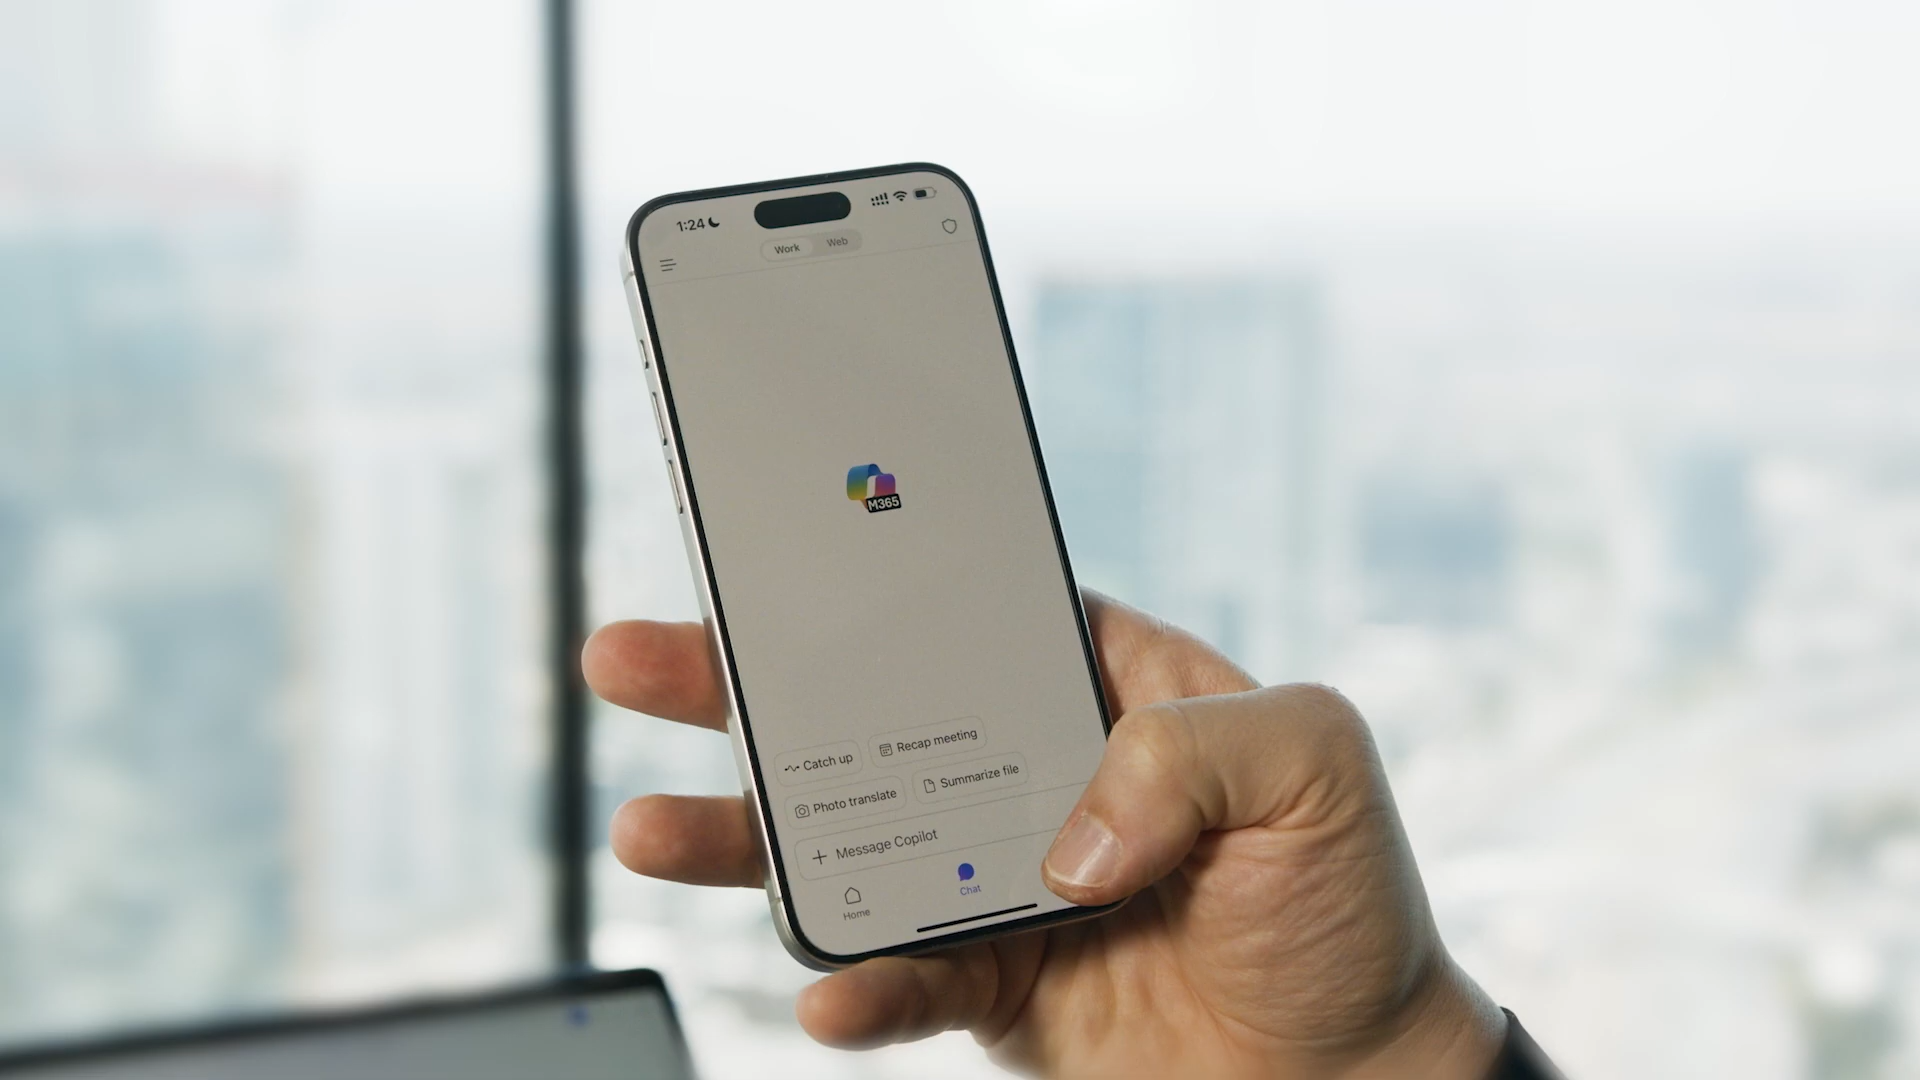 1:24
Work Web
M365
Catch up
Recap meeting
Photo translate
Summarize file
Message Copilot
Home
Chat